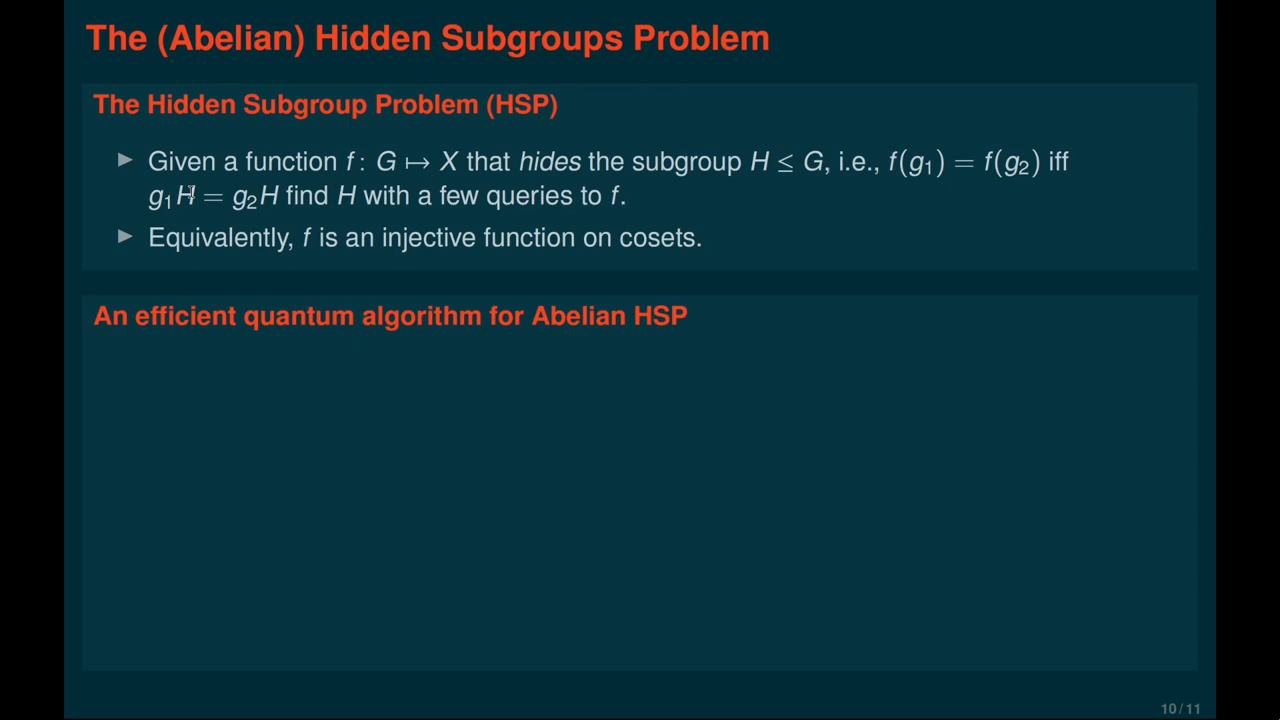 The (Abelian) Hidden Subgroups Problem
The Hidden Subgroup Problem (HSP)
▶ Given a function f : G ↦ X that hides the subgroup H ≤ G, i.e., f(g₁) = f(g₂) iff
g₁H = g₂H find H with a few queries to f.
▶ Equivalently, f is an injective function on cosets.
An efficient quantum algorithm for Abelian HSP
10 / 11